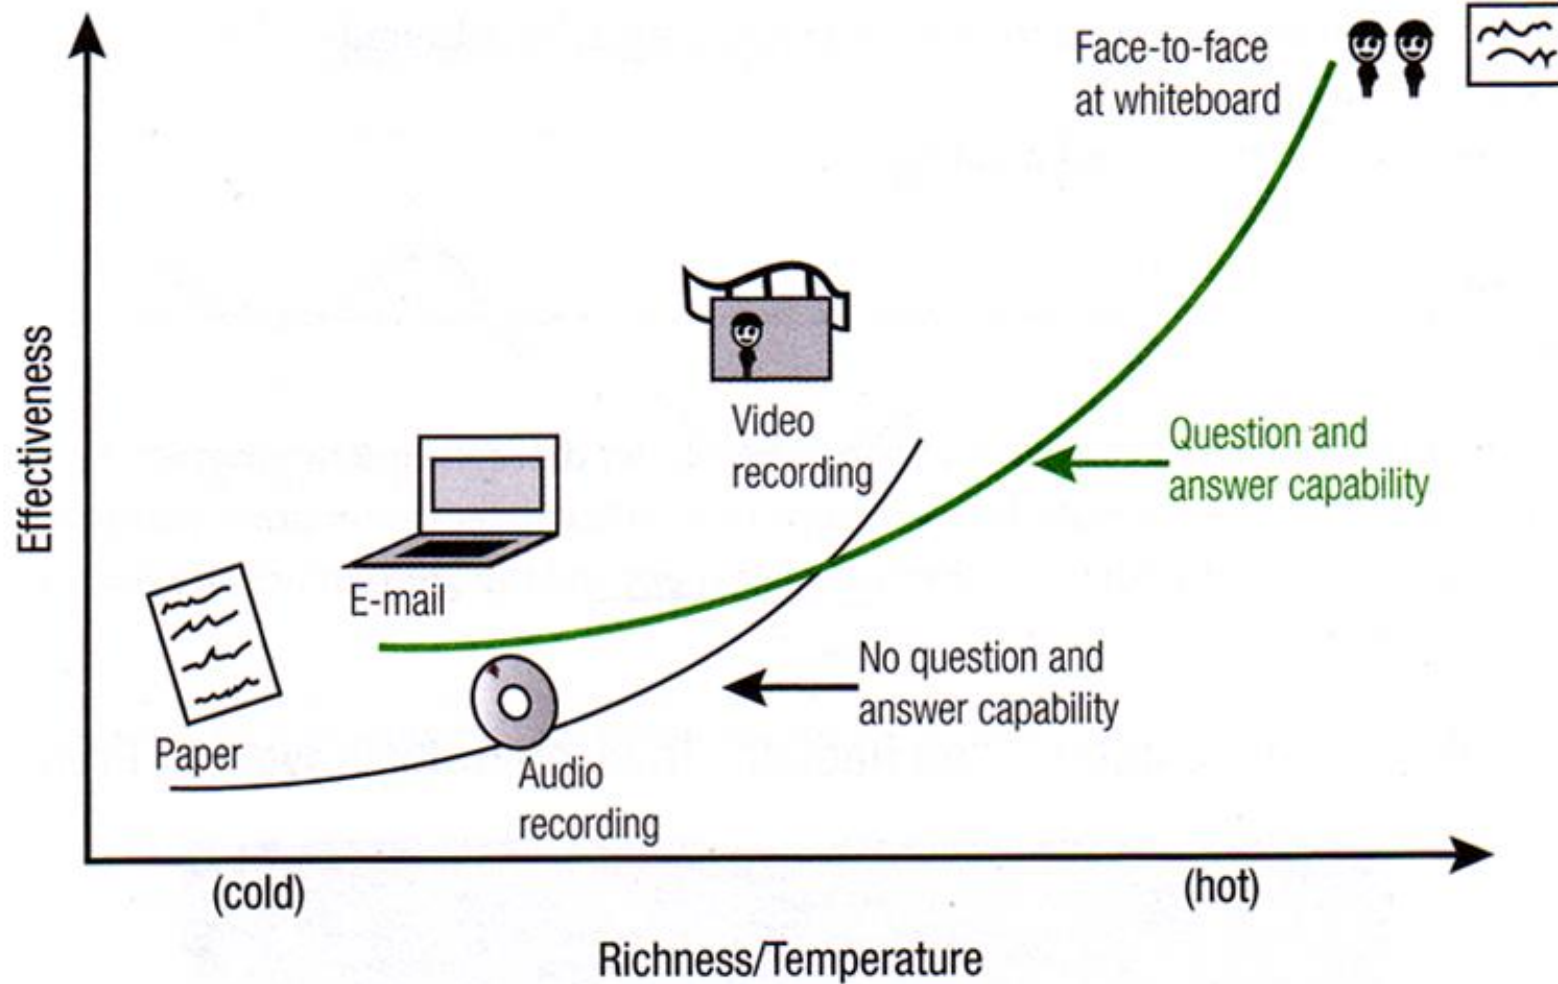 Face-to-face
at whiteboard
Effectiveness
Video
recording
Question and
answer capability
E-mail
No question and
answer capability
Paper
Audio
recording
(cold)
(hot)
Richness/Temperature